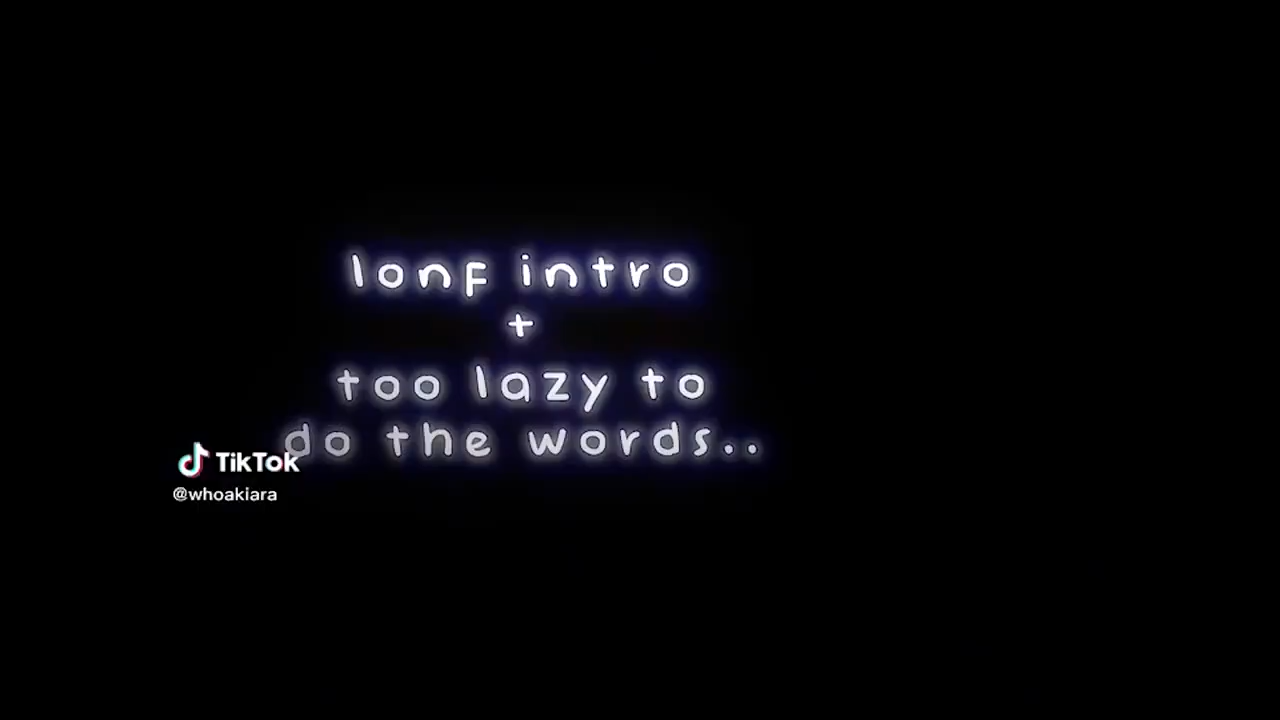 lonf intro
+
too lazy to
do the words..
TikTok
@whoakiara